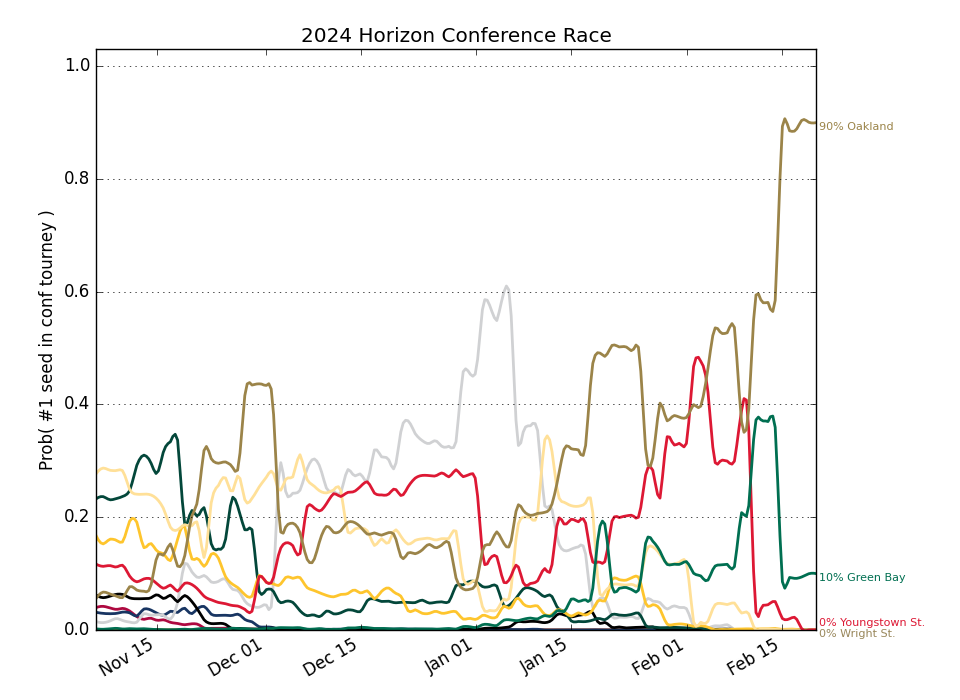 2024 Horizon Conference Race
Prob( #1 seed in conf tourney )
1.0
0.8
0.6
0.4
0.2
0.0
90% Oakland
10% Green Bay
0% Youngstown St.
0% Wright St.
Nov 15
Dec 01
Dec 15
Jan 01
Jan 15
Feb 01
Feb 15